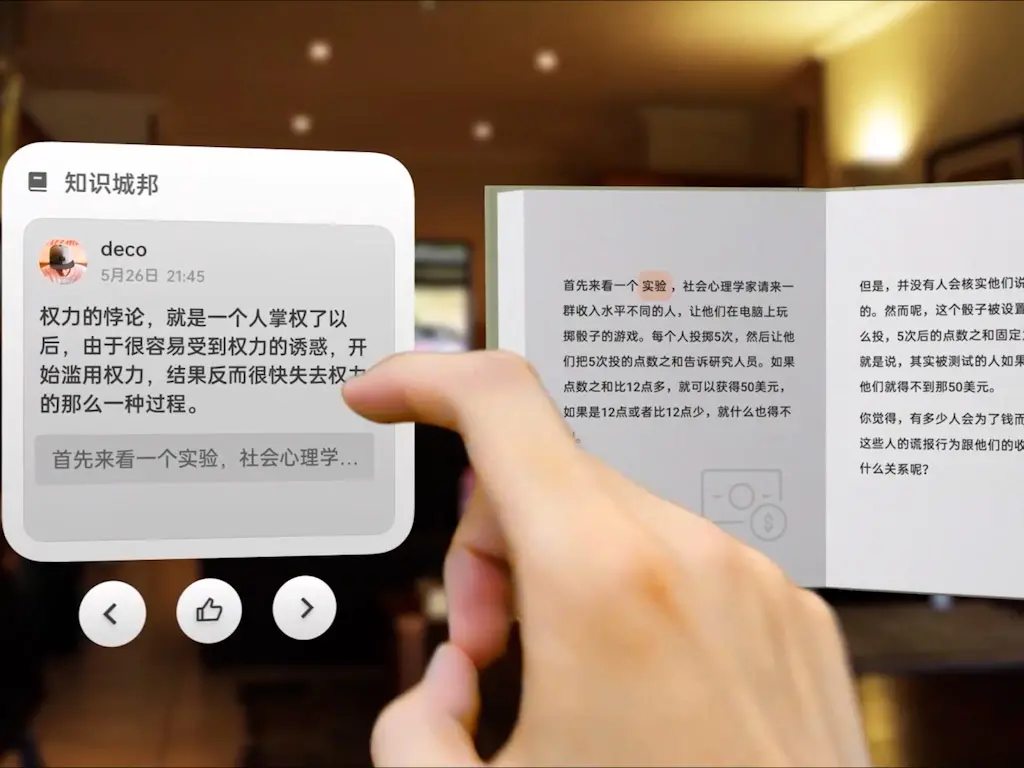 知识城邦
deco
5月26日 21:45
权力的悖论，就是一个人掌权了以
后，由于很容易受到权力的诱惑，开
始滥用权力，结果反而很快失去权力
的那么一种过程。
首先来看一个实验，社会心理学…
首先来看一个 实验 ，社会心理学家请来一
群收入水平不同的人，让他们在电脑上玩
掷骰子的游戏。每个人投掷5次，然后让他
们把5次投的点数之和告诉研究人员。如果
点数之和比12点多，就可以获得50美元，
如果是12点或者比12点少，就什么也得不
。
但是，并没有人会核实他们说
的。然而呢，这个骰子被设置
么投，5次后的点数之和固定
就是说，其实被测试的人如果
他们就得不到那50美元。
你觉得，有多少人会为了钱而
这些人的谎报行为跟他们的收
什么关系呢？